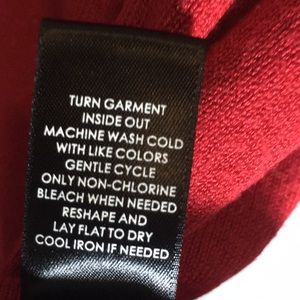 TURN GARMENT
INSIDE OUT
MACHINE WASH COLD
WITH LIKE COLORS
GENTLE CYCLE
ONLY NON-CHLORINE
BLEACH WHEN NEEDED
RESHAPE AND
LAY FLAT TO DRY
COOL IRON IF NEEDED